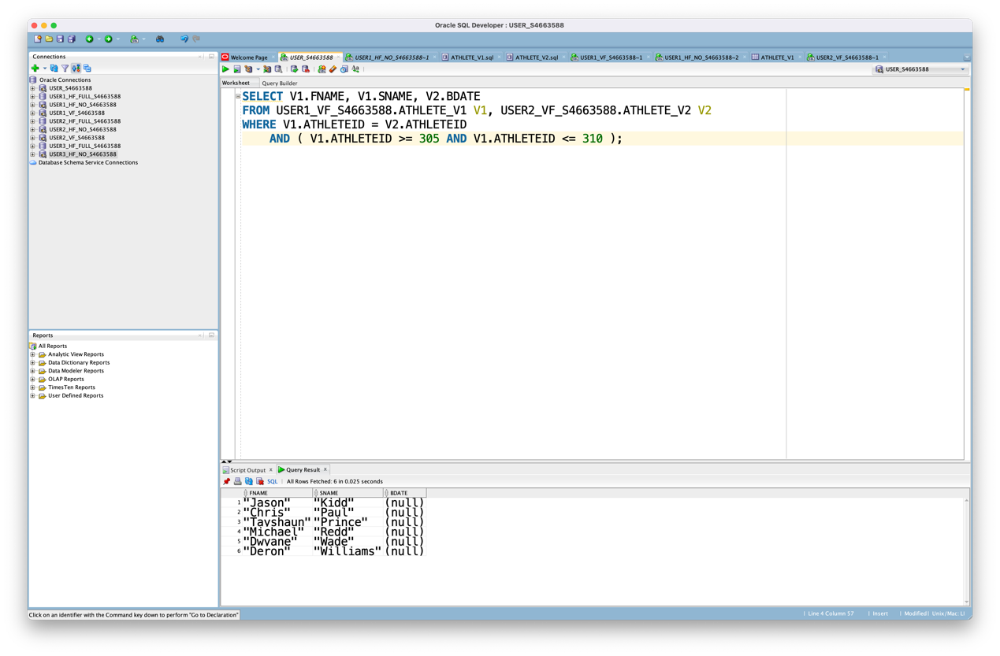 Oracle SQL Developer : USER_S4663588
Connections
Oracle Connections
USER_S4663588
USER1_HF_FULL_S4663588
USER1_HF_NO_S4663588
USER1_VF_S4663588
USER2_HF_FULL_S4663588
USER2_HF_NO_S4663588
USER2_VF_S4663588
USER3_HF_FULL_S4663588
USER3_HF_NO_S4663588
Database Schema Service Connections
Reports
All Reports
Analytic View Reports
Data Dictionary Reports
Data Modeler Reports
OLAP Reports
TimesTen Reports
User Defined Reports
Welcome Page USER_S4663588 USER1_HF_NO_S4663588~1 ATHLETE_V1.sql ATHLETE_V2.sql USER1_VF_S4663588~1 USER1_HF_NO_S4663588~2 ATHLETE_V1 USER2_VF_S4663588~1
USER_S4663588
Worksheet Query Builder
SELECT V1.FNAME, V1.SNAME, V2.BDATE
FROM USER1_VF_S4663588.ATHLETE_V1 V1, USER2_VF_S4663588.ATHLETE_V2 V2
WHERE V1.ATHLETEID = V2.ATHLETEID
AND ( V1.ATHLETEID >= 305 AND V1.ATHLETEID <= 310 );
Script Output x Query Result x
SQL | All Rows Fetched: 6 in 0.025 seconds
FNAME SNAME BDATE
1 "Jason" "Kidd" (null)
2 "Chris" "Paul" (null)
3 "Tayshaun" "Prince" (null)
4 "Michael" "Redd" (null)
5 "Dwyane" "Wade" (null)
6 "Deron" "Williams" (null)
Click on an identifier with the Command key down to perform "Go to Declaration"
| Line 4 Column 57 | Insert | Modified | Unix/Mac: LI